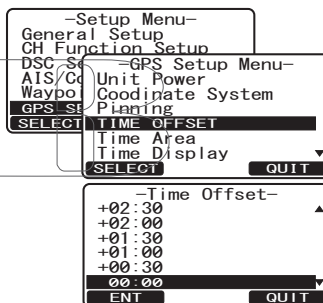 -Setup Menu-
General Setup
CH Function Setup
DSC Se
AIS/Co
Waypoi
GPS SE
SELECT
-GPS Setup Menu-
Unit Power
Coodinate System
Pinning
TIME OFFSET
Time Area
Time Display
SELECT QUIT
-Time Offset-
+02:30
+02:00
+01:30
+01:00
+00:30
00:00
ENT QUIT